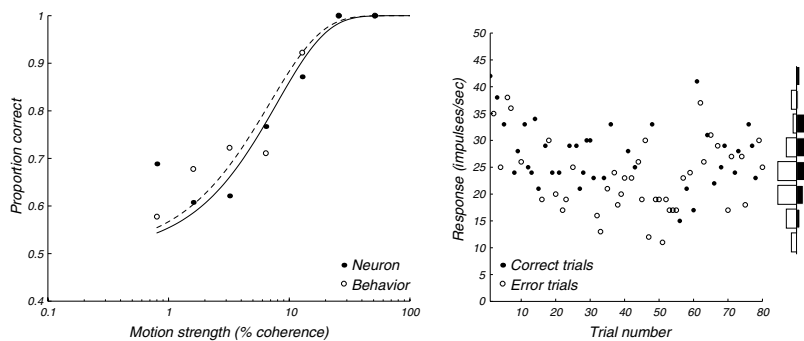 1
0.9
0.8
0.7
0.6
0.5
0.4
Proportion correct
Neuron
Behavior
0.1 1 10 100
Motion strength (% coherence)
50
45
40
35
30
25
20
15
10
5
0
Response (impulses/sec)
Correct trials
Error trials
10 20 30 40 50 60 70 80
Trial number